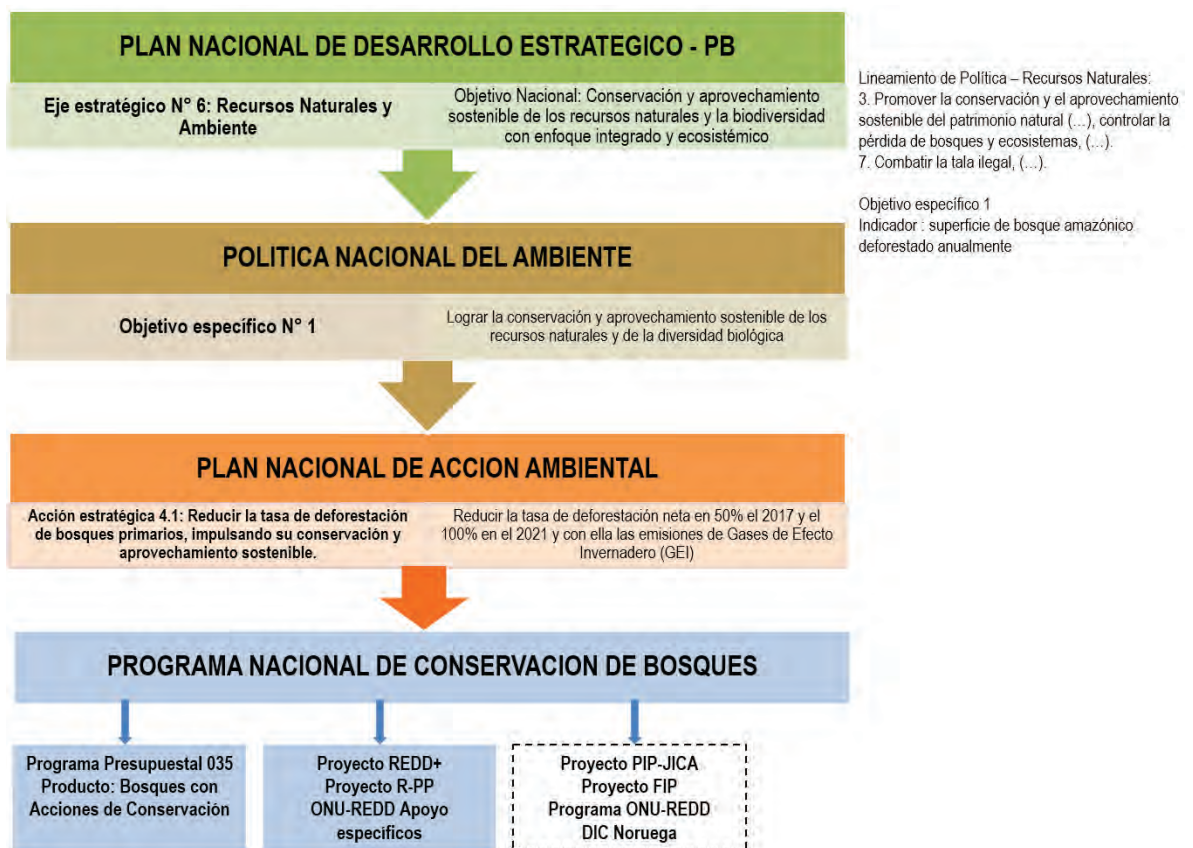 PLAN NACIONAL DE DESARROLLO ESTRATEGICO - PB
Eje estratégico N° 6: Recursos Naturales y
Ambiente
Objetivo Nacional: Conservación y aprovechamiento
sostenible de los recursos naturales y la biodiversidad
con enfoque integrado y ecosistémico
Lineamiento de Política – Recursos Naturales:
3. Promover la conservación y el aprovechamiento
sostenible del patrimonio natural (…), controlar la
pérdida de bosques y ecosistemas, (…).
7. Combatir la tala ilegal, (…).
Objetivo específico 1
Indicador : superficie de bosque amazónico
deforestado anualmente
POLITICA NACIONAL DEL AMBIENTE
Objetivo específico N° 1
Lograr la conservación y aprovechamiento sostenible de los
recursos naturales y de la diversidad biológica
PLAN NACIONAL DE ACCION AMBIENTAL
Acción estratégica 4.1: Reducir la tasa de deforestación
de bosques primarios, impulsando su conservación y
aprovechamiento sostenible.
Reducir la tasa de deforestación neta en 50% el 2017 y el
100% en el 2021 y con ella las emisiones de Gases de Efecto
Invernadero (GEI)
PROGRAMA NACIONAL DE CONSERVACION DE BOSQUES
Programa Presupuestal 035
Producto: Bosques con
Acciones de Conservación
Proyecto REDD+
Proyecto R-PP
ONU-REDD Apoyo
específicos
Proyecto PIP-JICA
Proyecto FIP
Programa ONU-REDD
DIC Noruega